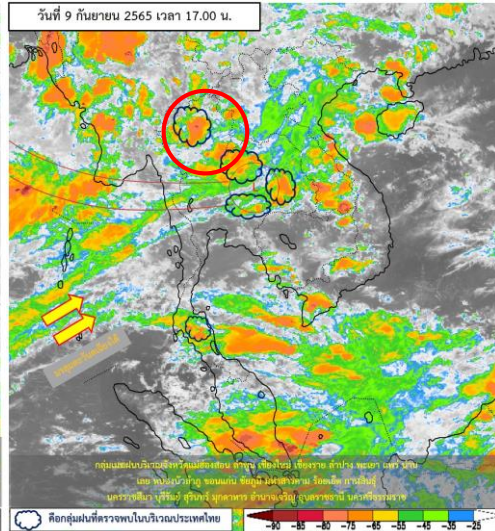 วันที่ 9 กันยายน 2565 เวลา 17.00 น.
กลุ่มเมฆฝนบริเวณจังหวัดแม่ฮ่องสอน ลำพูน เชียงใหม่ เชียงราย ลำปาง พะเยา แพร่ น่าน
เลย หนองบัวลำภู ขอนแก่น ชัยภูมิ มหาสารคาม ร้อยเอ็ด กาฬสินธุ์
นครราชสีมา บุรีรัมย์ สุรินทร์ มุกดาหาร อำนาจเจริญ อุบลราชธานี นครศรีธรรมราช
คือกลุ่มฝนที่ตรวจพบในบริเวณประเทศไทย
-90 -85 -80 -75 -65 -55 -45 -35 -25